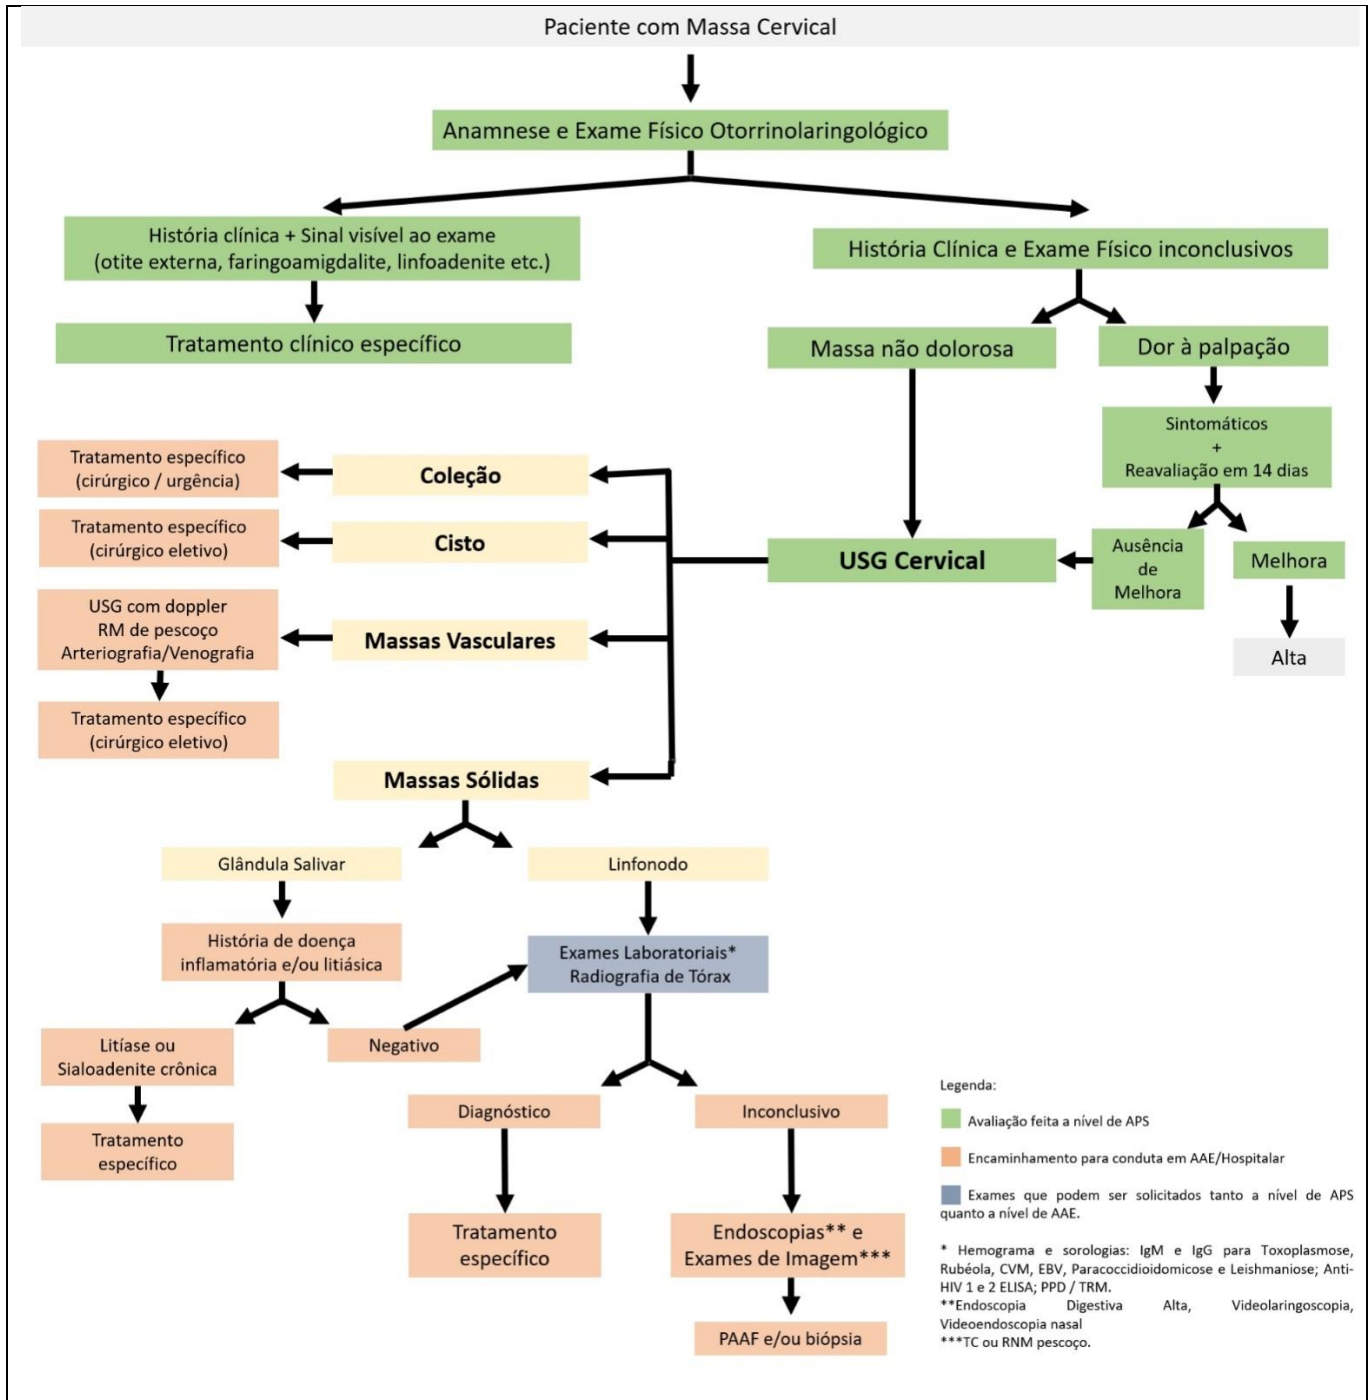 Paciente com Massa Cervical
Anamnese e Exame Físico Otorrinolaringológico
História clínica + Sinal visível ao exame
(otite externa, faringoamigdalite, linfoadenite etc.)
História Clínica e Exame Físico inconclusivos
Tratamento clínico específico
Massa não dolorosa
Dor à palpação
Sintomáticos
+
Reavaliação em 14 dias
Ausência
de
Melhora
Melhora
Alta
USG Cervical
Coleção
Tratamento específico
(cirúrgico / urgência)
Cisto
Tratamento específico
(cirúrgico eletivo)
Massas Vasculares
USG com doppler
RM de pescoço
Arteriografia/Venografia
Tratamento específico
(cirúrgico eletivo)
Massas Sólidas
Glândula Salivar
Linfonodo
História de doença
inflamatória e/ou litiásica
Exames Laboratoriais*
Radiografia de Tórax
Litíase ou
Sialoadenite crônica
Negativo
Tratamento
específico
Diagnóstico
Inconclusivo
Tratamento
específico
Endoscopias** e
Exames de Imagem***
PAAF e/ou biópsia
Legenda:
Avaliação feita a nível de APS
Encaminhamento para conduta em AAE/Hospitalar
Exames que podem ser solicitados tanto a nível de APS
quanto a nível de AAE.
* Hemograma e sorologias: IgM e IgG para Toxoplasmose,
Rubéola, CVM, EBV, Paracoccidioidomicose e Leishmaniose; Anti-
HIV 1 e 2 ELISA; PPD / TRM.
**Endoscopia Digestiva Alta, Videolaringoscopia,
Videoendoscopia nasal
***TC ou RNM pescoço.